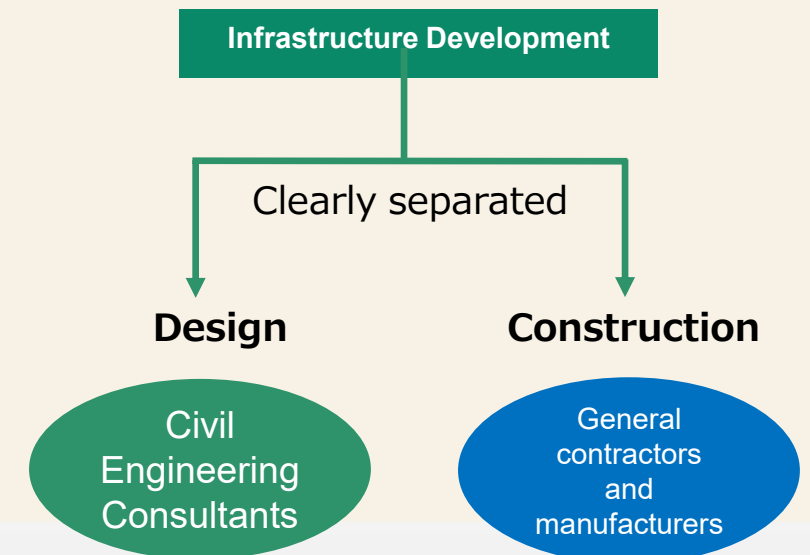 Infrastructure Development
Clearly separated
Design
Construction
Civil
Engineering
Consultants
General
contractors
and
manufacturers